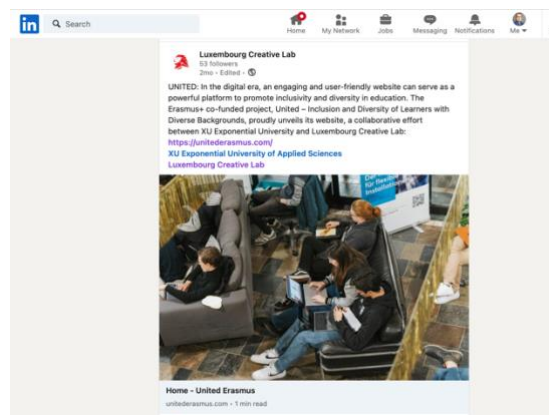 in
Search
Home
My Network
Jobs
Messaging
Notifications
Me
Luxembourg Creative Lab
53 followers
2mo • Edited •
UNITED: In the digital era, an engaging and user-friendly website can serve as a
powerful platform to promote inclusivity and diversity in education. The
Erasmus+ co-funded project, United – Inclusion and Diversity of Learners with
Diverse Backgrounds, proudly unveils its website, a collaborative effort
between XU Exponential University and Luxembourg Creative Lab:
https://unitederasmus.com/
XU Exponential University of Applied Sciences
Luxembourg Creative Lab
für flexible
Home – United Erasmus
unitederasmus.com • 1 min read